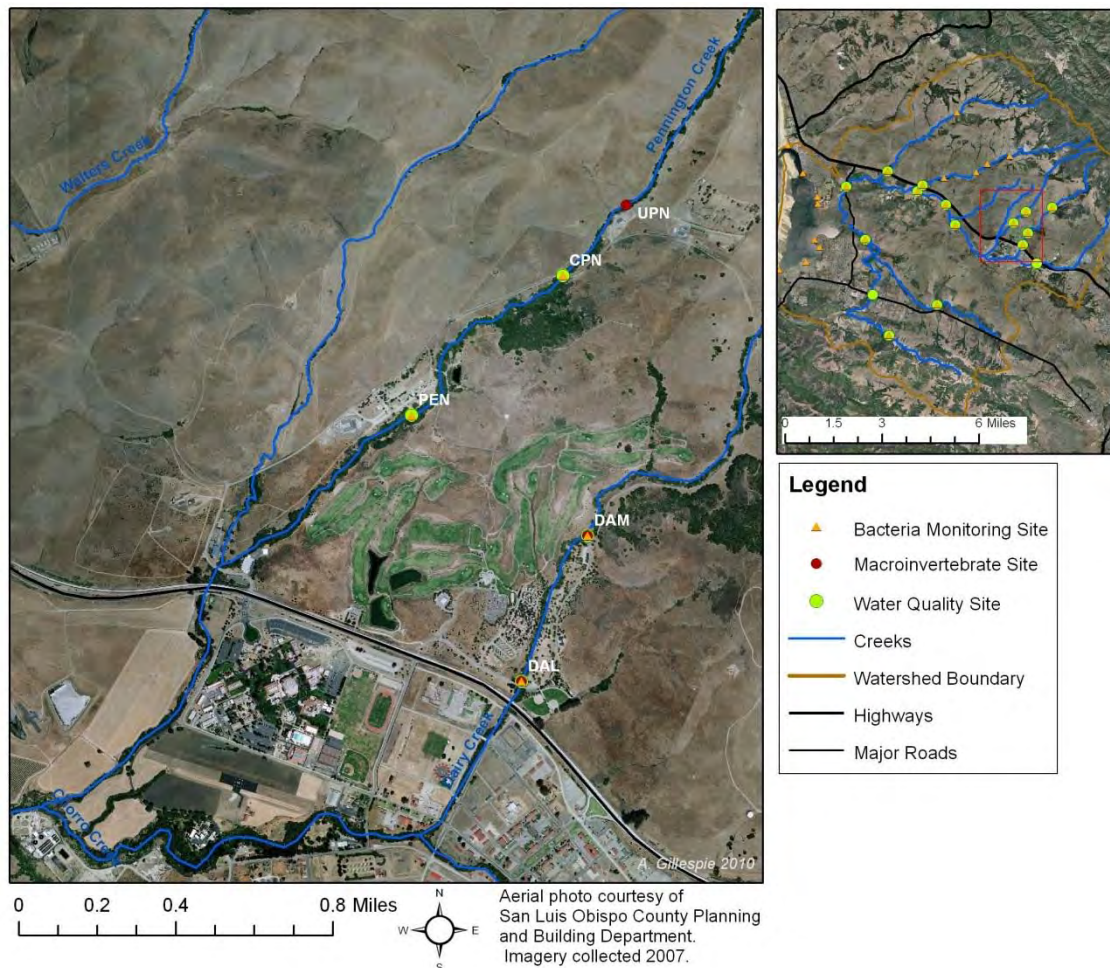 Walters Creek
Pennington Creek
UPN
CPN
PEN
DAM
DAL
Dairy Creek
Chorro Creek
A. Gillespie 2010
0 0.2 0.4 0.8 Miles
N
W E
S
Aerial photo courtesy of
San Luis Obispo County Planning
and Building Department.
Imagery collected 2007.
0 1.5 3 6 Miles
Legend
Bacteria Monitoring Site
Macroinvertebrate Site
Water Quality Site
Creeks
Watershed Boundary
Highways
Major Roads